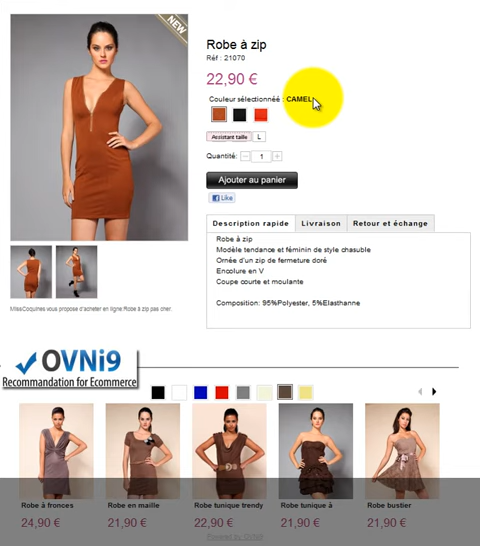 NEW
Robe à zip
Réf : 21070
22,90 €
Couleur sélectionnéé : CAMEL
Assistant taille
L
Quantité:
1
Ajouter au panier
Like
Description rapide
Livraison
Retour et échange
Robe à zip
Modèle tendance et féminin de style chasuble
Ornée d'un zip de fermeture doré
Encolure en V
Coupe courte et moulante
Composition: 95%Polyester, 5%Elasthanne
MissCoquines vous propose d'acheter en ligne Robe à zip pas cher.
OVNi9
Recommandation for Ecommerce
Robe à fronces
Robe en maille
Robe tunique trendy
Robe tunique à
Robe bustier
24,90 €
21,90 €
22,90 €
21,90 €
21,90 €
Powered by